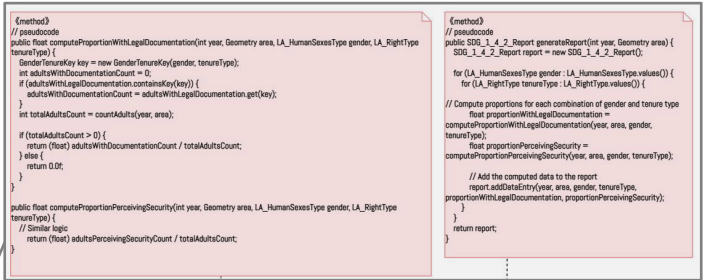 《method》
// pseudocode
public float computeProportionWithLegalDocumentation(int year, Geometry area, LA_HumanSexesType gender, LA_RightType
tenureType) {
GenderTenureKey key = new GenderTenureKey(gender, tenureType);
int adultsWithDocumentationCount = 0;
if (adultsWithLegalDocumentation.containsKey(key)) {
adultsWithDocumentationCount = adultsWithLegalDocumentation.get(key);
}
int totalAdultsCount = countAdults(year, area);
if (totalAdultsCount > 0) {
return (float) adultsWithDocumentationCount / totalAdultsCount;
} else {
return 0.0f;
}
}
public float computeProportionPerceivingSecurity(int year, Geometry area, LA_HumanSexesType gender, LA_RightType
tenureType) {
// Similar logic
return (float) adultsPerceivingSecurityCount / totalAdultsCount;
}
《method》
// pseudocode
public SDG_1_4_2_Report generateReport(int year, Geometry area) {
SDG_1_4_2_Report report = new SDG_1_4_2_Report();
for (LA_HumanSexesType gender : LA_HumanSexesType.values()) {
for (LA_RightType tenureType : LA_RightType.values()) {
// Compute proportions for each combination of gender and tenure type
float proportionWithLegalDocumentation =
computeProportionWithLegalDocumentation(year, area, gender,
tenureType);
float proportionPerceivingSecurity =
computeProportionPerceivingSecurity(year, area, gender, tenureType);
// Add the computed data to the report
report.addDataEntry(year, area, gender, tenureType,
proportionWithLegalDocumentation, proportionPerceivingSecurity);
}
}
return report;
}